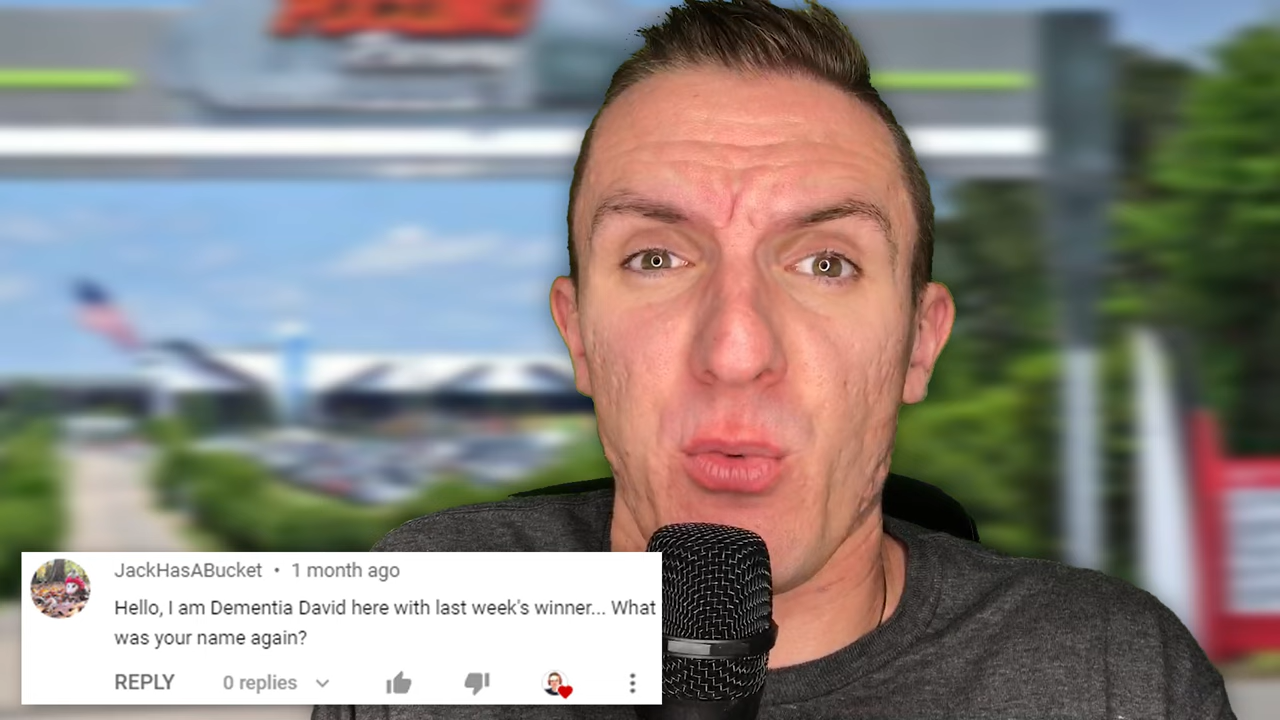 JackHasABucket • 1 month ago
Hello, I am Dementia David here with last week's winner... What
was your name again?
REPLY 0 replies